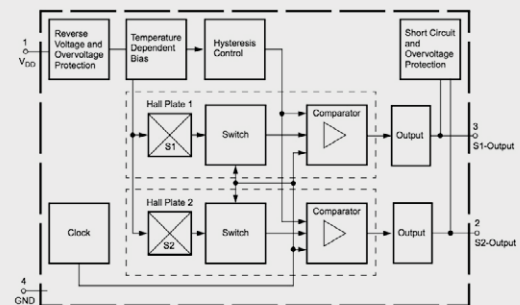 1
V_DD
Reverse
Voltage and
Overvoltage
Protection
Temperature
Dependent
Bias
Hysteresis
Control
Short Circuit
and
Overvoltage
Protection
Hall Plate 1
S1
Switch
Comparator
Output
3
S1-Output
Hall Plate 2
S2
Switch
Comparator
Output
2
S2-Output
Clock
4
GND